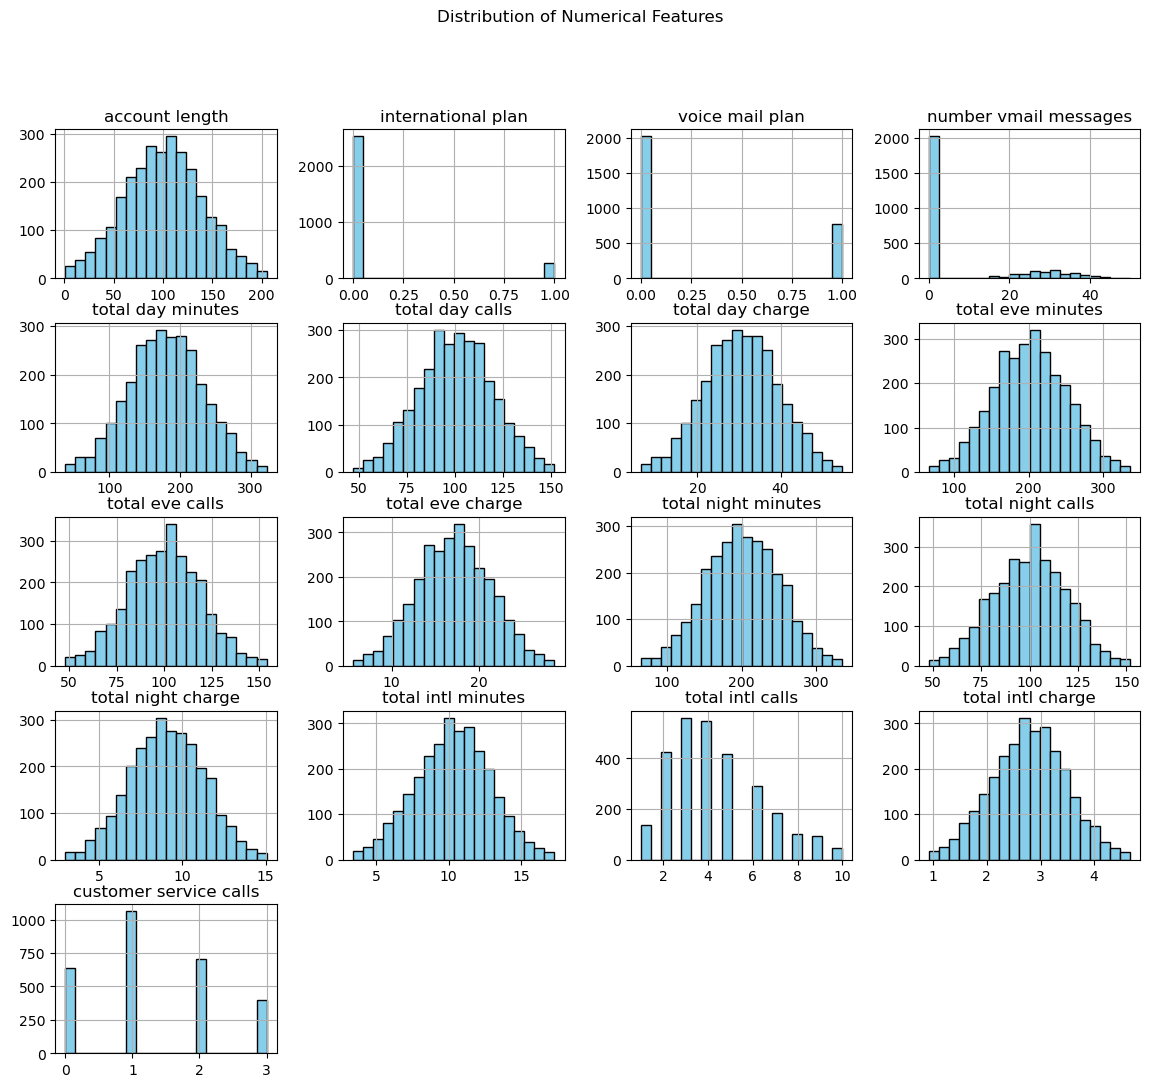 Distribution of Numerical Features
account length
international plan
voice mail plan
number vmail messages
300
200
100
0
0 50 100 150 200
2000
1000
0
0.00 0.25 0.50 0.75 1.00
2000
1500
1000
500
0
0.00 0.25 0.50 0.75 1.00
2000
1500
1000
500
0
0 20 40
total day minutes
total day calls
total day charge
total eve minutes
300
200
100
0
100 200 300
300
200
100
0
50 75 100 125 150
300
200
100
0
20 40
300
200
100
0
100 200 300
total eve calls
total eve charge
total night minutes
total night calls
300
200
100
0
50 75 100 125 150
300
200
100
0
10 20
300
200
100
0
100 200 300
300
200
100
0
50 75 100 125 150
total night charge
total intl minutes
total intl calls
total intl charge
300
200
100
0
5 10 15
300
200
100
0
5 10 15
400
200
0
2 4 6 8 10
300
200
100
0
1 2 3 4
customer service calls
1000
750
500
250
0
0 1 2 3